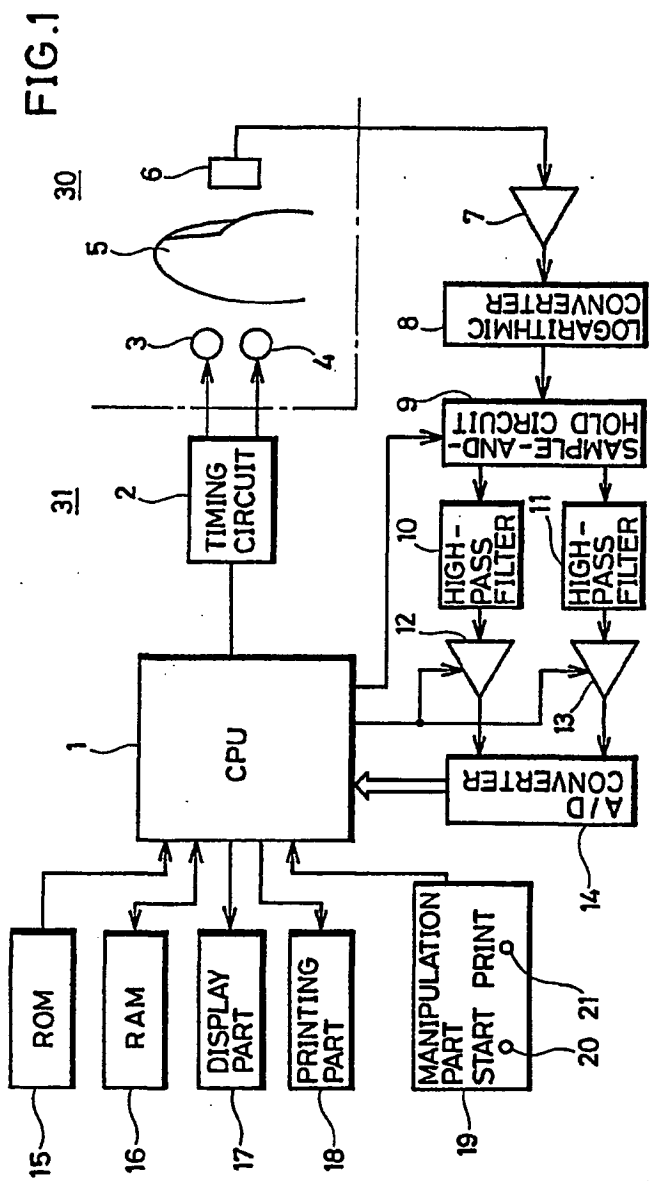 FIG.1
30
31
15
ROM
16
RAM
17
DISPLAY
PART
18
PRINTING
PART
19
MANIPULATION
PART
START PRINT
20
21
1
CPU
2
TIMING
CIRCUIT
3
4
5
6
7
8
LOGARITHMIC
CONVERTER
9
SAMPLE-AND-
HOLD CIRCUIT
10
HIGH-
PASS
FILTER
11
HIGH-
PASS
FILTER
12
13
14
A/D
CONVERTER